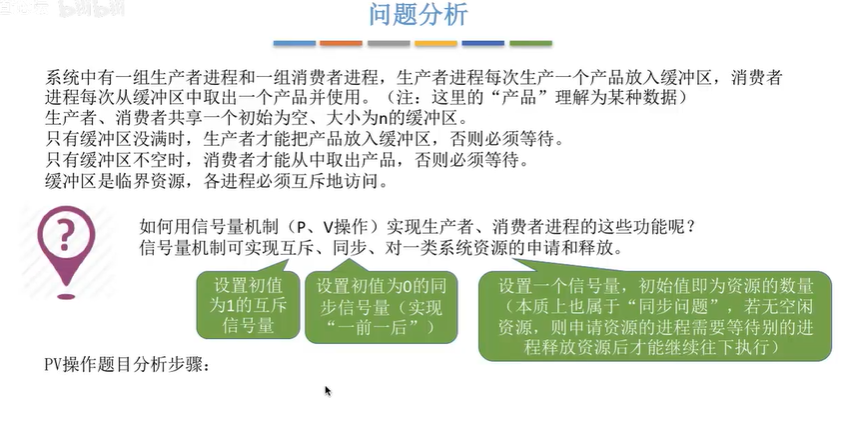 问题分析
系统中有一组生产者进程和一组消费者进程，生产者进程每次生产一个产品放入缓冲区，消费者
进程每次从缓冲区中取出一个产品并使用。（注：这里的“产品”理解为某种数据）
生产者、消费者共享一个初始为空、大小为n的缓冲区。
只有缓冲区没满时，生产者才能把产品放入缓冲区，否则必须等待。
只有缓冲区不空时，消费者才能从中取出产品，否则必须等待。
缓冲区是临界资源，各进程必须互斥地访问。
如何用信号量机制（P、V操作）实现生产者、消费者进程的这些功能呢？
信号量机制可实现互斥、同步、对一类系统资源的申请和释放。
设置初值
为1的互斥
信号量
设置初值为0的同
步信号量（实现
“一前一后”）
设置一个信号量，初始值即为资源的数量
（本质上也属于“同步问题”，若无空闲
资源，则申请资源的进程需要等待别的进
程释放资源后才能继续往下执行）
PV操作题目分析步骤：